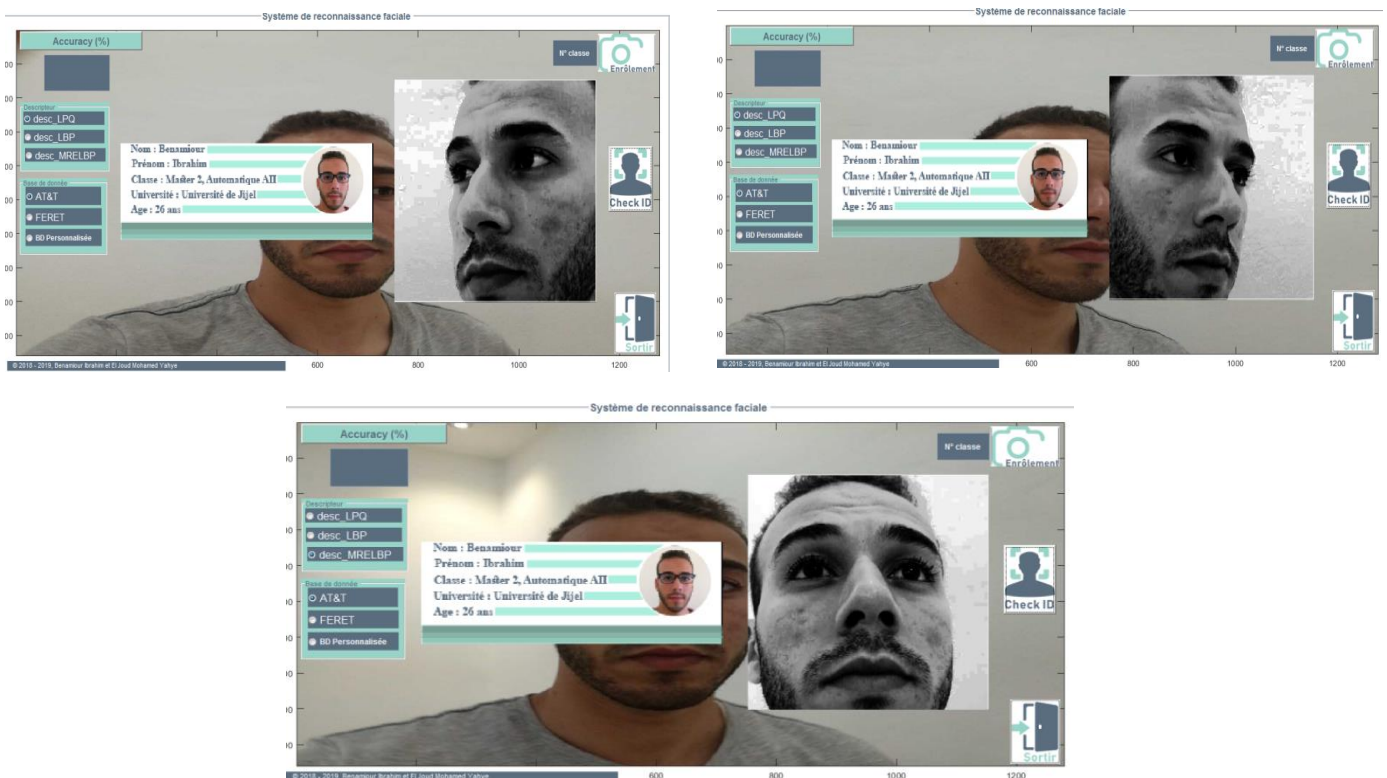 Système de reconnaissance faciale
Accuracy (%)
N° classe
Enrôlement
Descripteur
desc_LPQ
desc_LBP
desc_MRELBP
Base de donnée
AT&T
FERET
BD Personnalisée
Nom : Benamiour
Prénom : Ibrahim
Classe : Master 2, Automatique AII
Université : Université de Jijel
Age : 26 ans
Check ID
Sortir
© 2018 - 2019, Benamiour Ibrahim et El Joud Mohamed Yahye
600 800 1000 1200
Système de reconnaissance faciale
Accuracy (%)
N° classe
Enrôlement
Descripteur
desc_LPQ
desc_LBP
desc_MRELBP
Base de donnée
AT&T
FERET
BD Personnalisée
Nom : Benamiour
Prénom : Ibrahim
Classe : Master 2, Automatique AII
Université : Université de Jijel
Age : 26 ans
Check ID
Sortir
© 2018 - 2019, Benamiour Ibrahim et El Joud Mohamed Yahye
600 800 1000 1200
Système de reconnaissance faciale
Accuracy (%)
N° classe
Enrôlement
Descripteur
desc_LPQ
desc_LBP
desc_MRELBP
Base de donnée
AT&T
FERET
BD Personnalisée
Nom : Benamiour
Prénom : Ibrahim
Classe : Master 2, Automatique AII
Université : Université de Jijel
Age : 26 ans
Check ID
Sortir
© 2018 - 2019, Benamiour Ibrahim et El Joud Mohamed Yahye
600 800 1000 1200